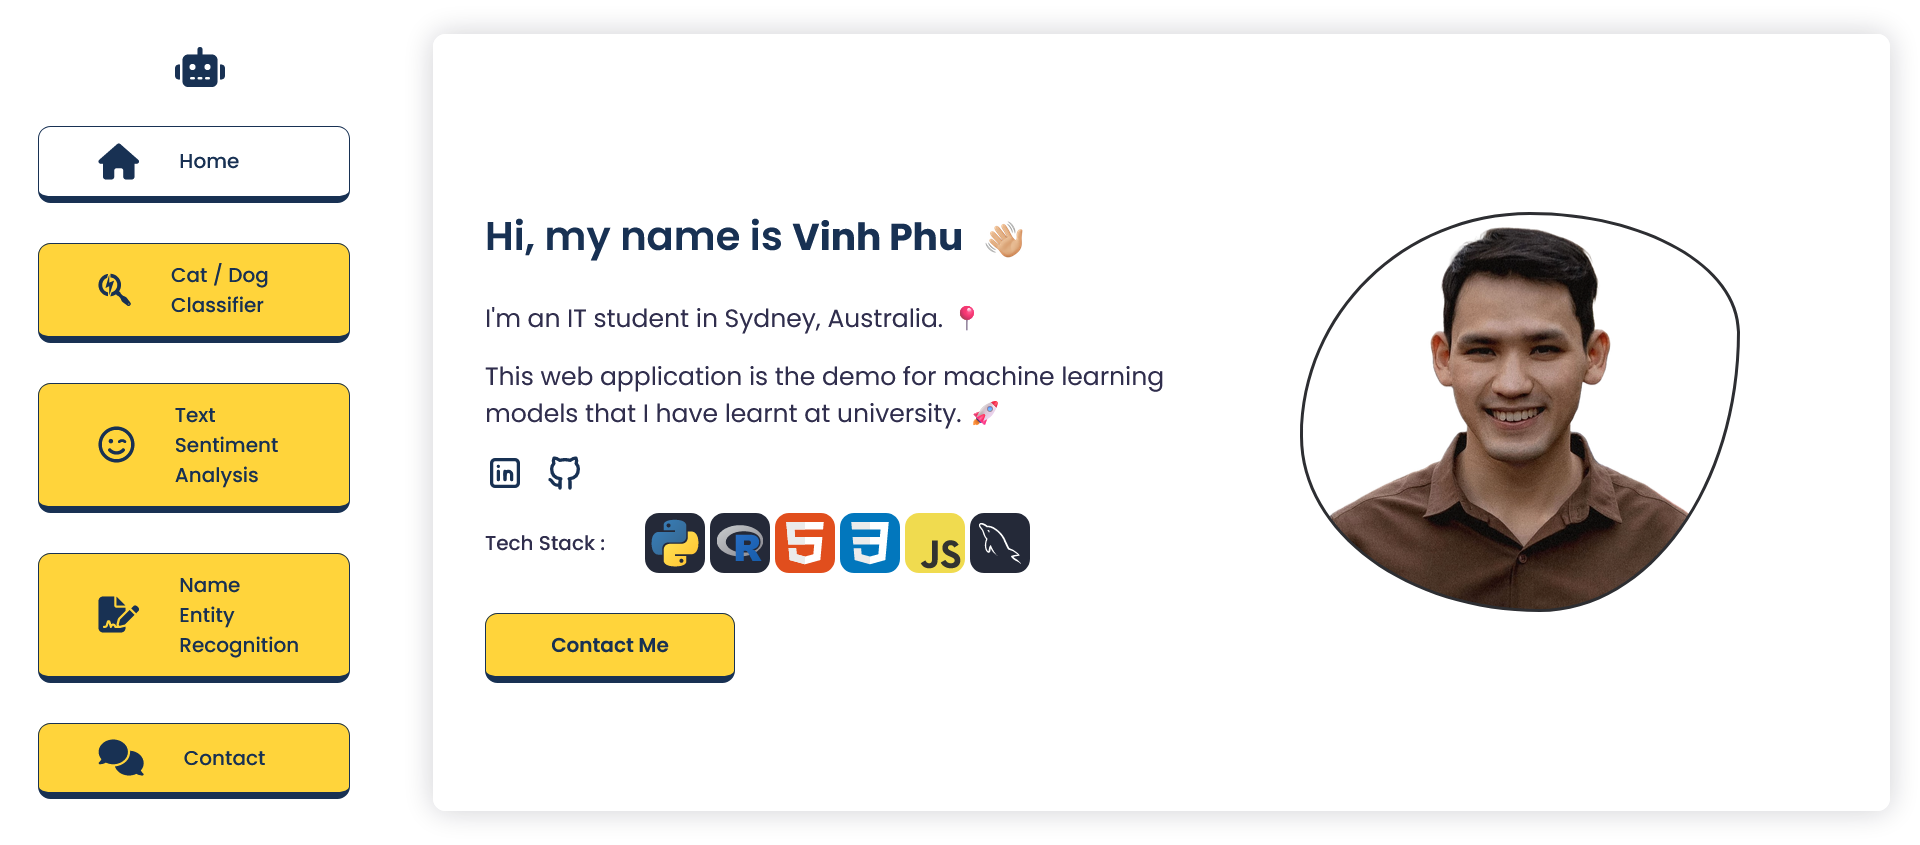 Home
Cat / Dog
Classifier
Text
Sentiment
Analysis
Name
Entity
Recognition
Contact
Hi, my name is Vinh Phu 👋🏼
I'm an IT student in Sydney, Australia. 📍
This web application is the demo for machine learning
models that I have learnt at university. 🚀
in
Tech Stack :
R
5
3
JS
Contact Me